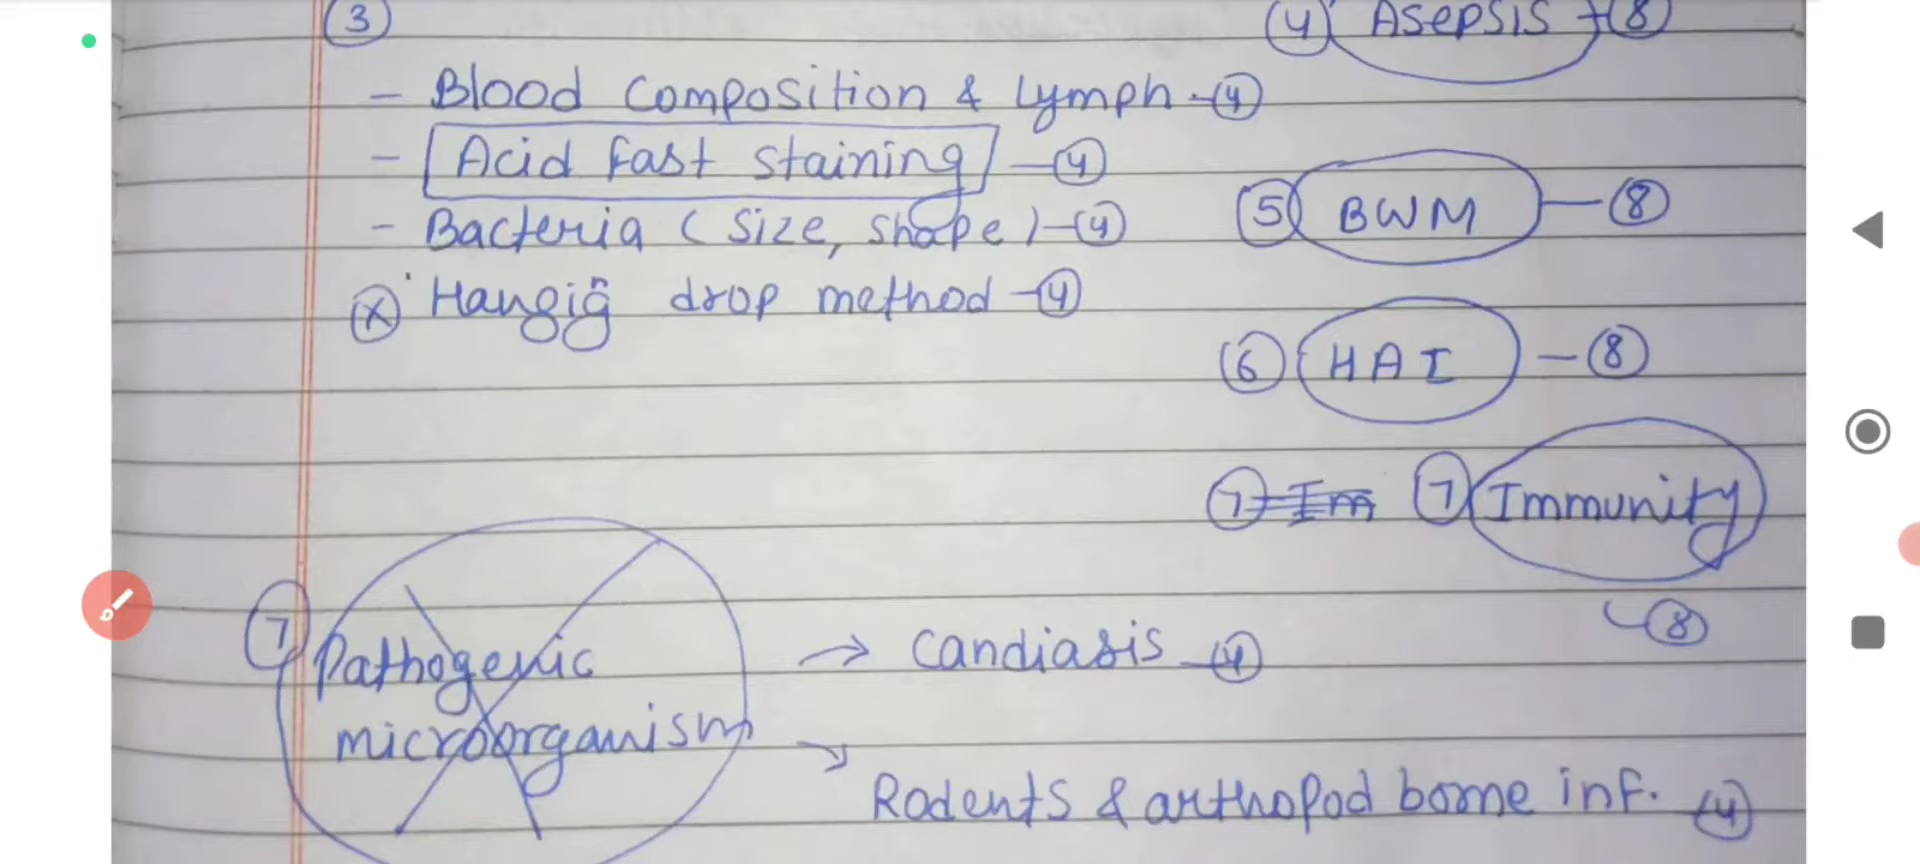 3
- Blood Composition & Lymph - 4
- Acid Fast Staining - 4
- Bacteria (Size, shape) - 4
x Hangig drop method - 4
4 Asepsis - 8
5 BWM - 8
6 HAI - 8
7 Im 7 Immunity
- 8
7 Pathogenic
microorganism
→ Candiasis - 4
→ Rodents & arthopod borne inf. - 4